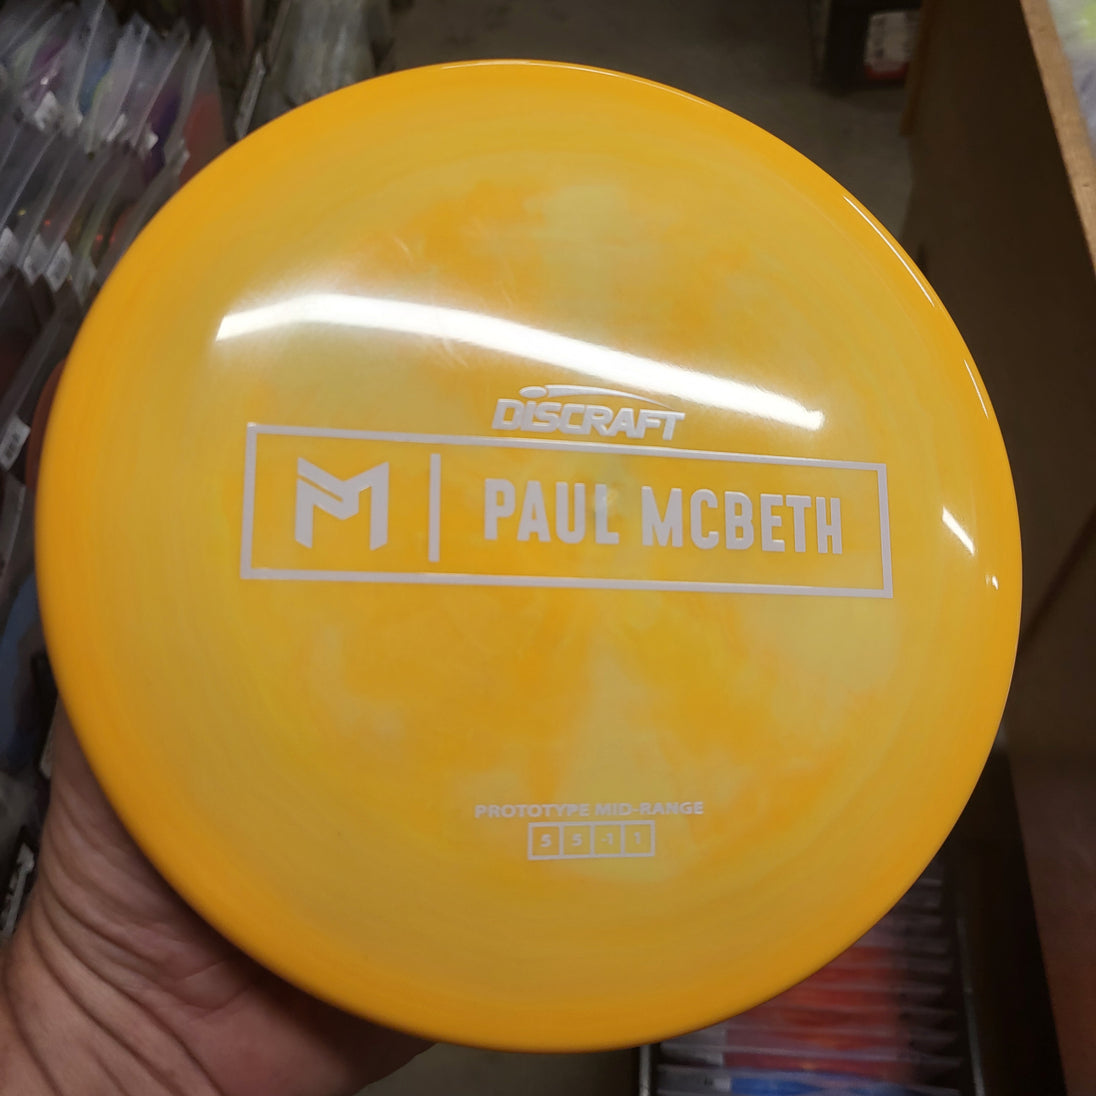 DISCRAFT
M | PAUL MCBETH
PROTOTYPE MID-RANGE
5 5 -1 1